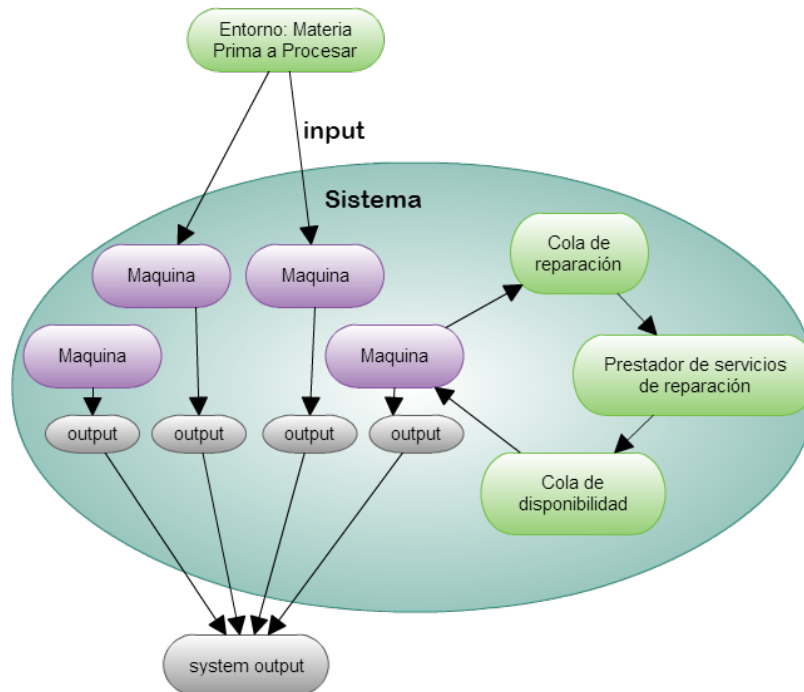 Entorno: Materia
Prima a Procesar
input
Sistema
Cola de
reparación
Maquina
Maquina
Maquina
Maquina
Prestador de servicios
de reparación
output
output
output
output
Cola de
disponibilidad
system output